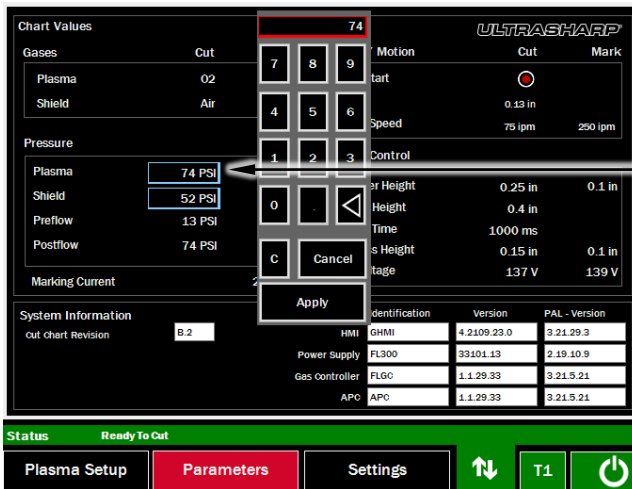 Chart Values 74 ULTRASHARP
Gases Cut Motion Cut Mark
Plasma O2 tart
Shield Air 0.13 in
Speed 75 ipm 250 ipm
Pressure Control
Plasma 74 PSI er Height 0.25 in 0.1 in
Shield 52 PSI Height 0.4 in
Preflow 13 PSI Time 1000 ms
Postflow 74 PSI s Height 0.15 in 0.1 in
Marking Current 2 tage 137 V 139 V
7 8 9
4 5 6
1 2 3
0 .
C Cancel
Apply
System Information dentification Version PAL - Version
Cut Chart Revision B.2 HMI GHMI 4.2109.23.0 3.21.29.3
Power Supply FL300 33101.13 2.19.10.9
Gas Controller FLGC 1.1.29.33 3.21.5.21
APC APC 1.1.29.33 3.21.5.21
Status Ready To Cut
Plasma Setup Parameters Settings T1